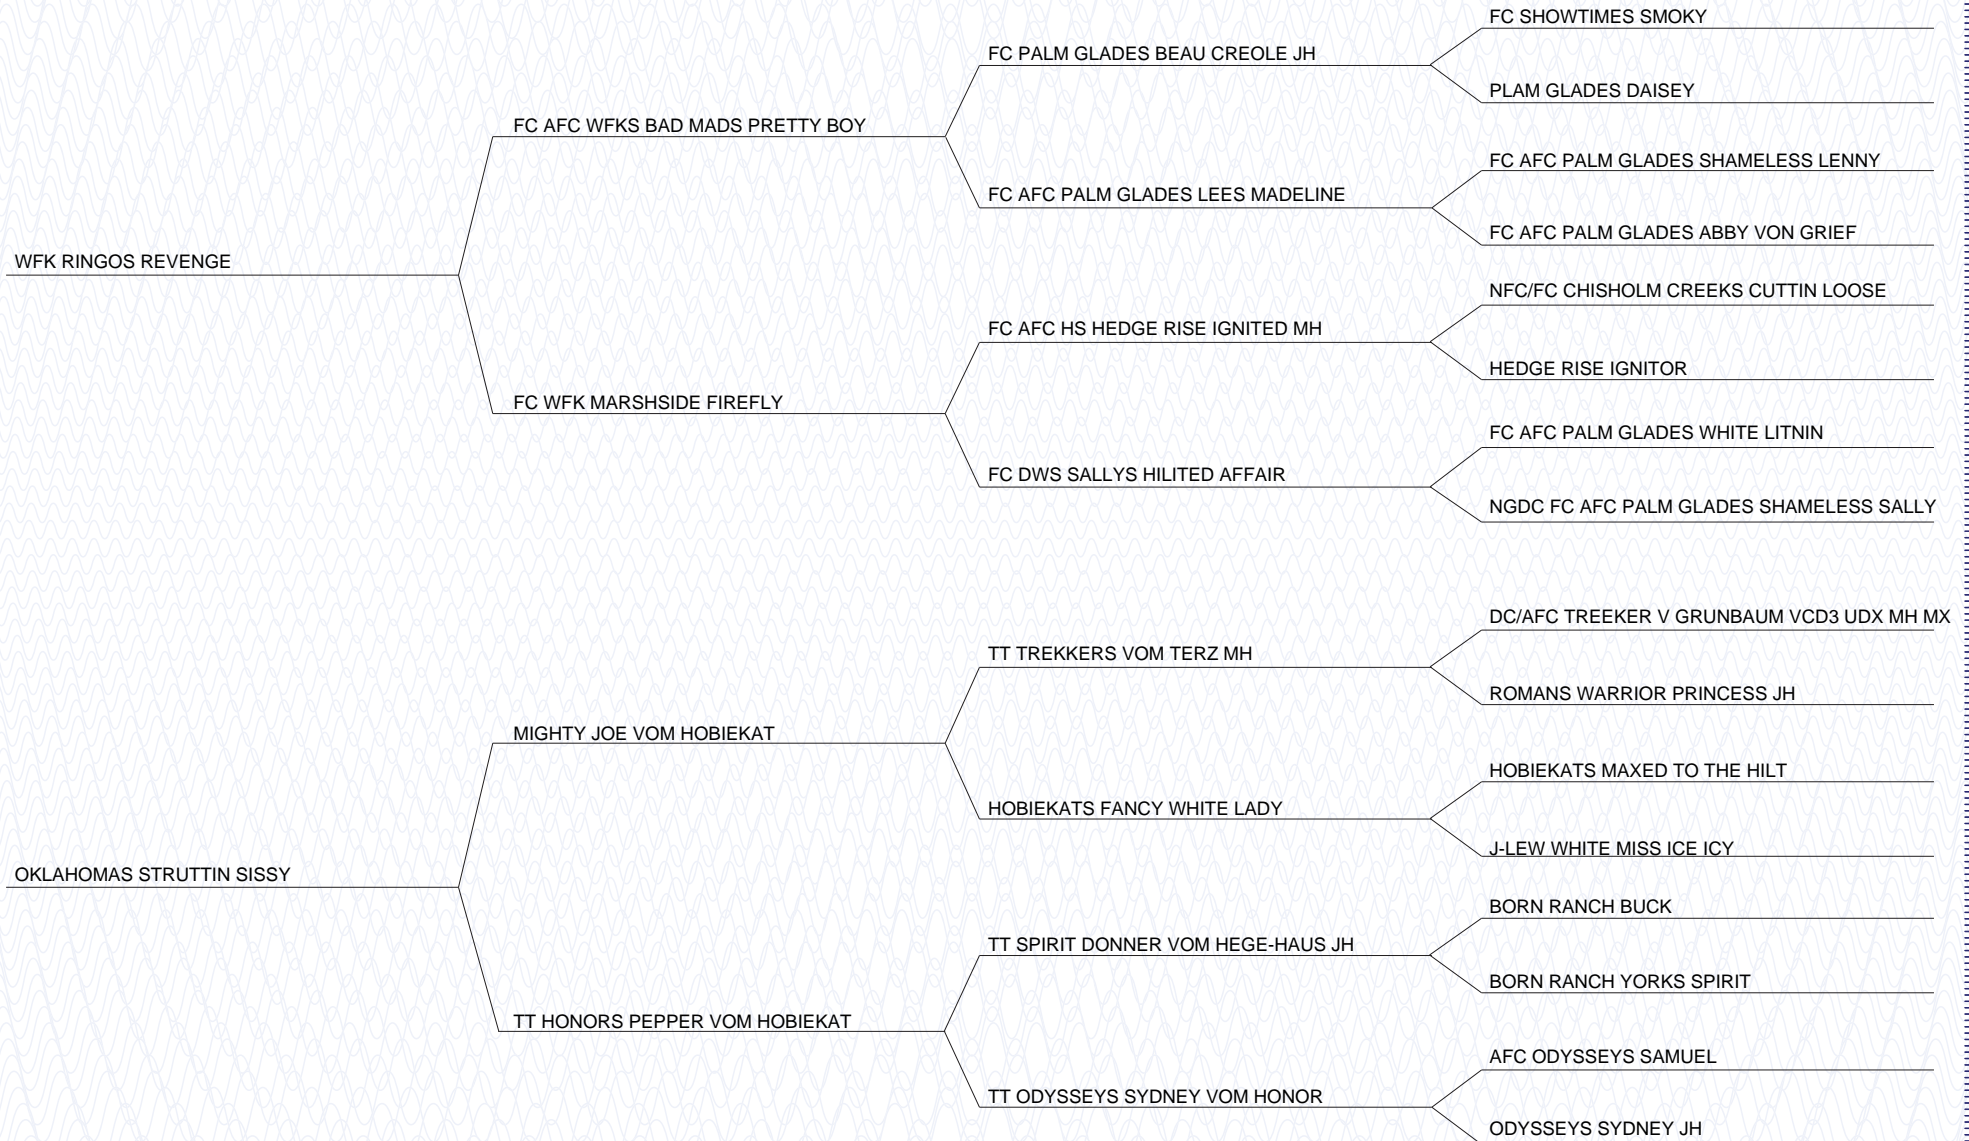 FC SHOWTIMES SMOKY
FC PALM GLADES BEAU CREOLE JH
PLAM GLADES DAISEY
FC AFC WFKS BAD MADS PRETTY BOY
FC AFC PALM GLADES SHAMELESS LENNY
FC AFC PALM GLADES LEES MADELINE
FC AFC PALM GLADES ABBY VON GRIEF
WFK RINGOS REVENGE
NFC/FC CHISHOLM CREEKS CUTTIN LOOSE
FC AFC HS HEDGE RISE IGNITED MH
HEDGE RISE IGNITOR
FC WFK MARSHSIDE FIREFLY
FC AFC PALM GLADES WHITE LITNIN
FC DWS SALLYS HILITED AFFAIR
NGDC FC AFC PALM GLADES SHAMELESS SALLY
DC/AFC TREEKER V GRUNBAUM VCD3 UDX MH MX
TT TREKKERS VOM TERZ MH
ROMANS WARRIOR PRINCESS JH
MIGHTY JOE VOM HOBIEKAT
HOBIEKATS MAXED TO THE HILT
HOBIEKATS FANCY WHITE LADY
J-LEW WHITE MISS ICE ICY
OKLAHOMAS STRUTTIN SISSY
BORN RANCH BUCK
TT SPIRIT DONNER VOM HEGE-HAUS JH
BORN RANCH YORKS SPIRIT
TT HONORS PEPPER VOM HOBIEKAT
AFC ODYSSEYS SAMUEL
TT ODYSSEYS SYDNEY VOM HONOR
ODYSSEYS SYDNEY JH